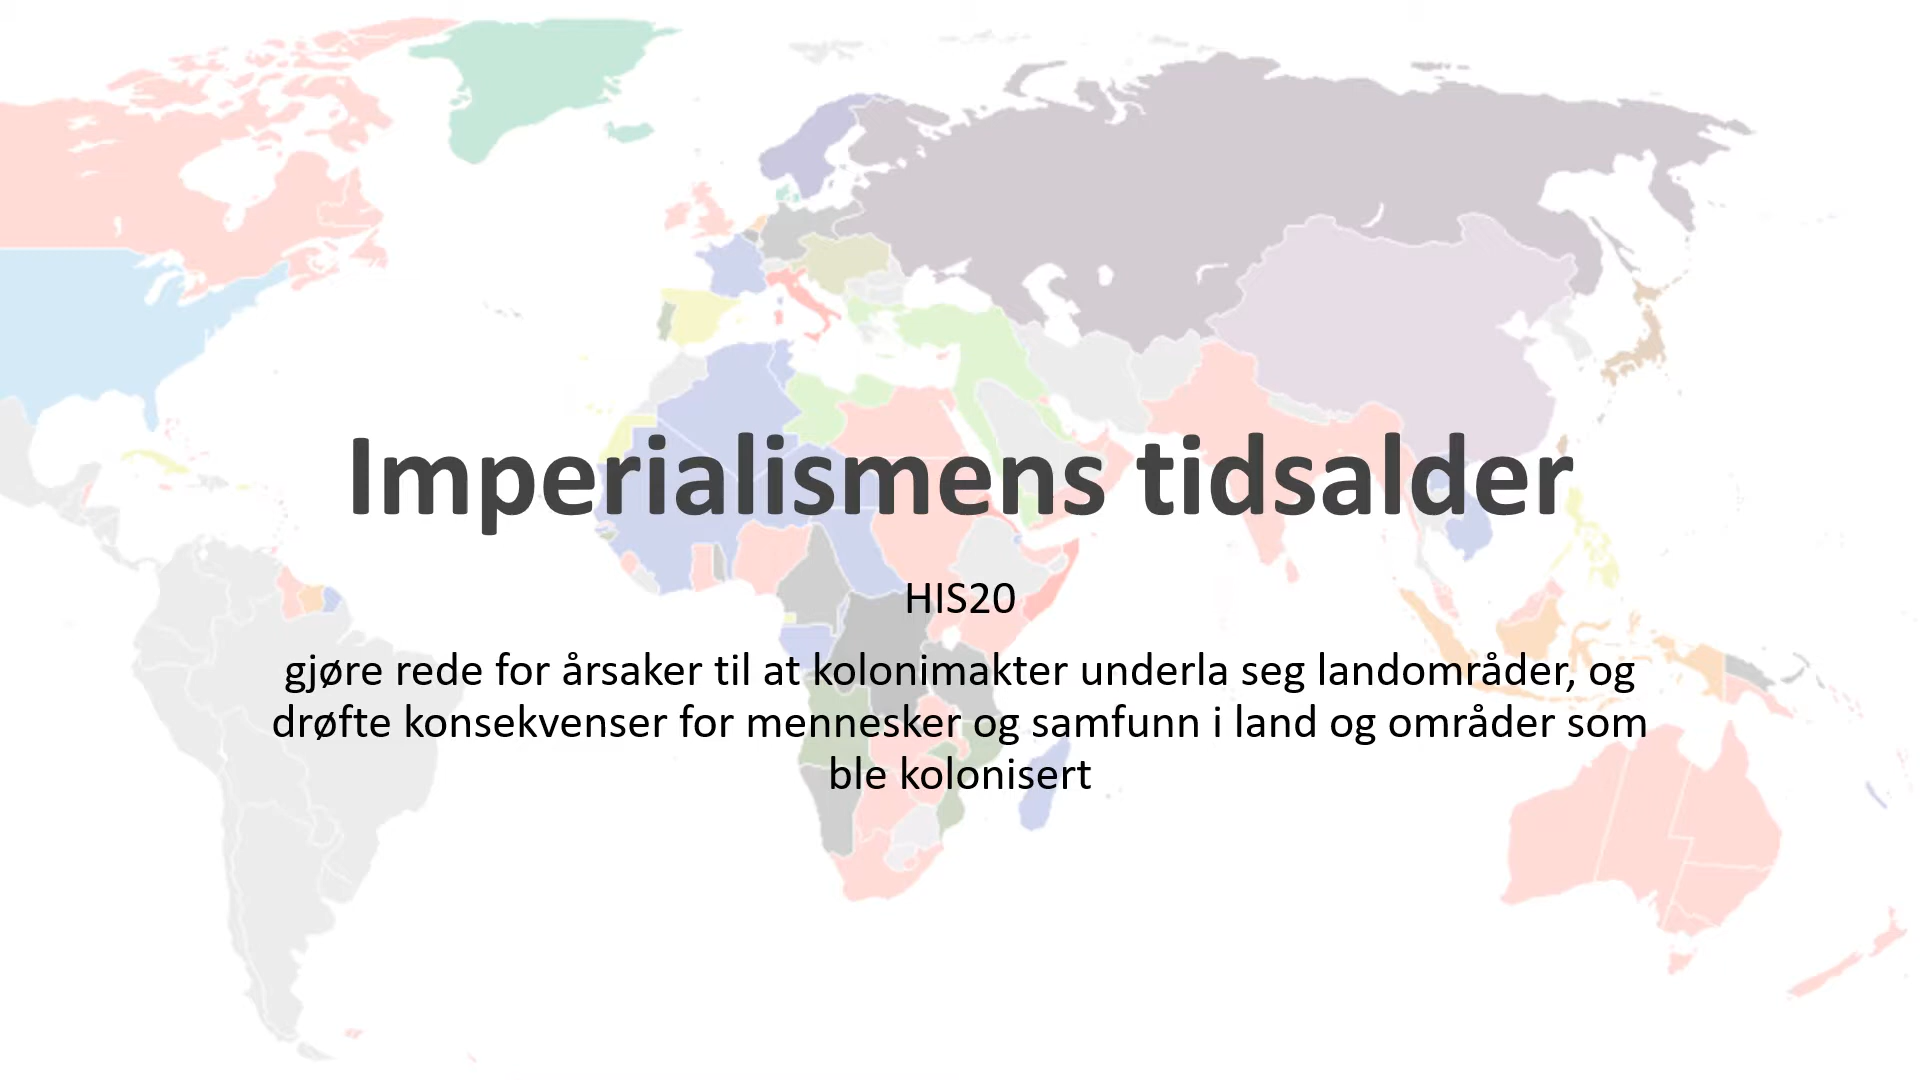 Imperialismens tidsalder
HIS20
gjøre rede for årsaker til at kolonimakter underla seg landområder, og
drøfte konsekvenser for mennesker og samfunn i land og områder som
ble kolonisert